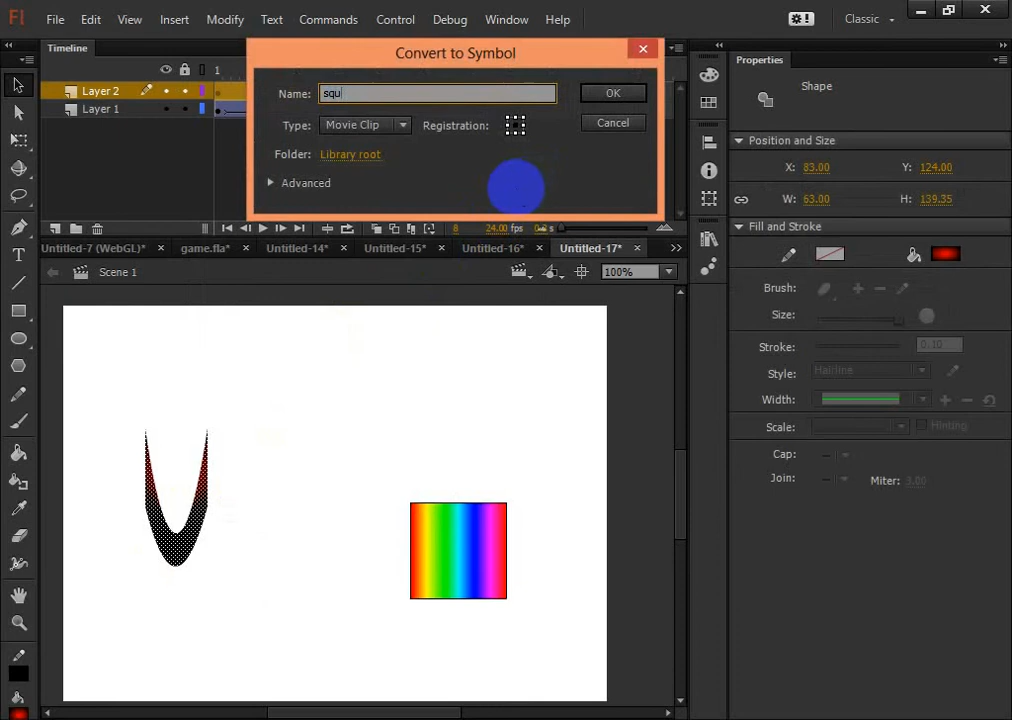 Fl File Edit View Insert Modify Text Commands Control Debug Window Help Classic
Timeline
1
Layer 2
Layer 1
Convert to Symbol
Name: squ
OK
Type: Movie Clip Registration:
Cancel
Folder: Library root
Advanced
8 24.00 fps
Untitled-7 (WebGL)* × game.fla* × Untitled-14* × Untitled-15* × Untitled-16* × Untitled-17* ×
Scene 1
100%
Properties
Shape
Position and Size
X: 83.00 Y: 124.00
W: 63.00 H: 139.35
Fill and Stroke
Brush:
Size:
Stroke: 0.10
Style: Hairline
Width:
Scale: Hinting
Cap:
Join: Miter: 3.00